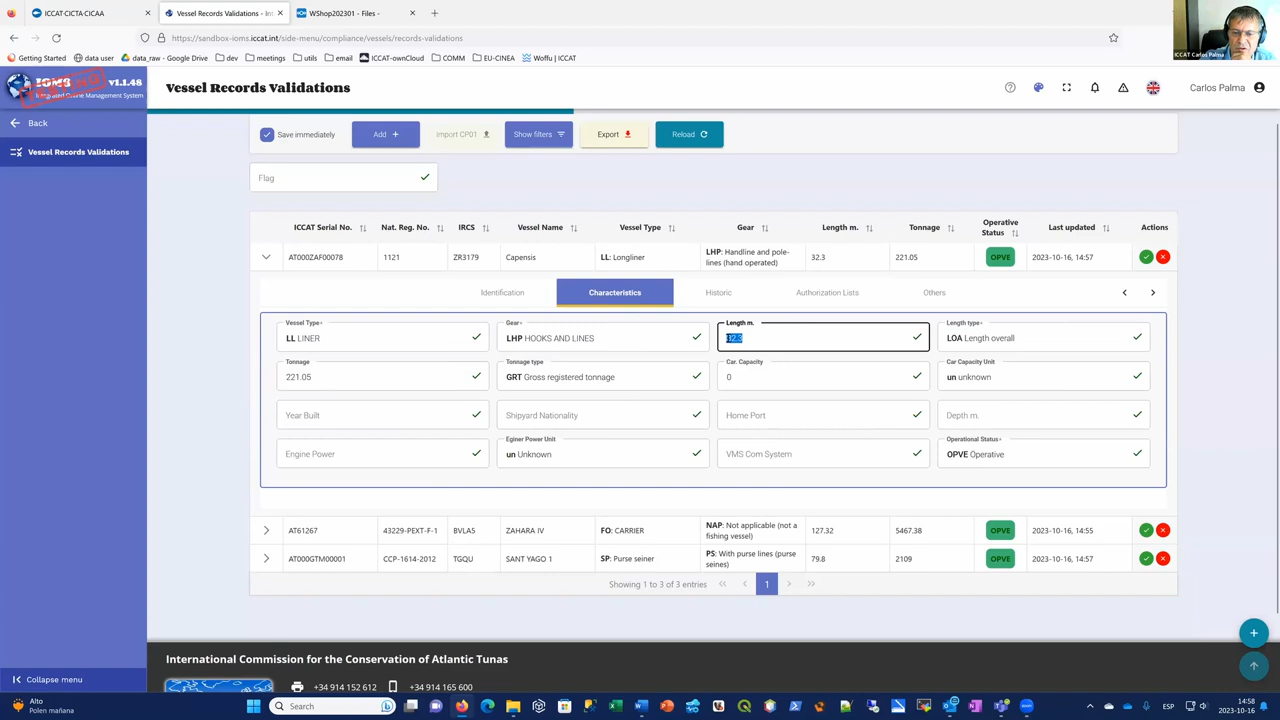 ICCAT·CICTA·CICAA
Vessel Records Validations - Int
WShop202301 - Files -
https://sandbox-ioms.iccat.int/side-menu/compliance/vessels/records-validations
Getting Started
data user
data_raw - Google Drive
dev
meetings
utils
email
ICCAT-ownCloud
COMM
EU-CINEA
Woffu | ICCAT
ICCAT Carlos Palma
IOMS
v1.1.48
Integrated Online Management System
TESTING
Vessel Records Validations
Carlos Palma
Back
Vessel Records Validations
Save immediately
Add +
Import CP01
Show filters
Export
Reload
Flag
ICCAT Serial No.
Nat. Reg. No.
IRCS
Vessel Name
Vessel Type
Gear
Length m.
Tonnage
Operative
Status
Last updated
Actions
AT000ZAF00078
1121
ZR3179
Capensis
LL: Longliner
LHP: Handline and pole-
lines (hand operated)
32.3
221.05
OPVE
2023-10-16, 14:57
Identification
Characteristics
Historic
Authorization Lists
Others
Vessel Type*
LL LINER
Gear*
LHP HOOKS AND LINES
Length m.
32.3
Length type*
LOA Length overall
Tonnage
221.05
Tonnage type
GRT Gross registered tonnage
Car. Capacity
0
Car Capacity Unit
un unknown
Year Built
Shipyard Nationality
Home Port
Depth m.
Engine Power
Eginer Power Unit
un Unknown
VMS Com System
Operational Status*
OPVE Operative
AT61267
43229-PEXT-F-1
BVLA5
ZAHARA IV
FO: CARRIER
NAP: Not applicable (not a
fishing vessel)
127.32
5467.38
OPVE
2023-10-16, 14:55
AT000GTM00001
CCP-1614-2012
TGQU
SANT YAGO 1
SP: Purse seiner
PS: With purse lines (purse
seines)
79.8
2109
OPVE
2023-10-16, 14:57
Showing 1 to 3 of 3 entries
1
International Commission for the Conservation of Atlantic Tunas
+34 914 152 612
+34 914 165 600
Collapse menu
Alto
Polen mañana
Search
ESP
14:58
2023-10-16